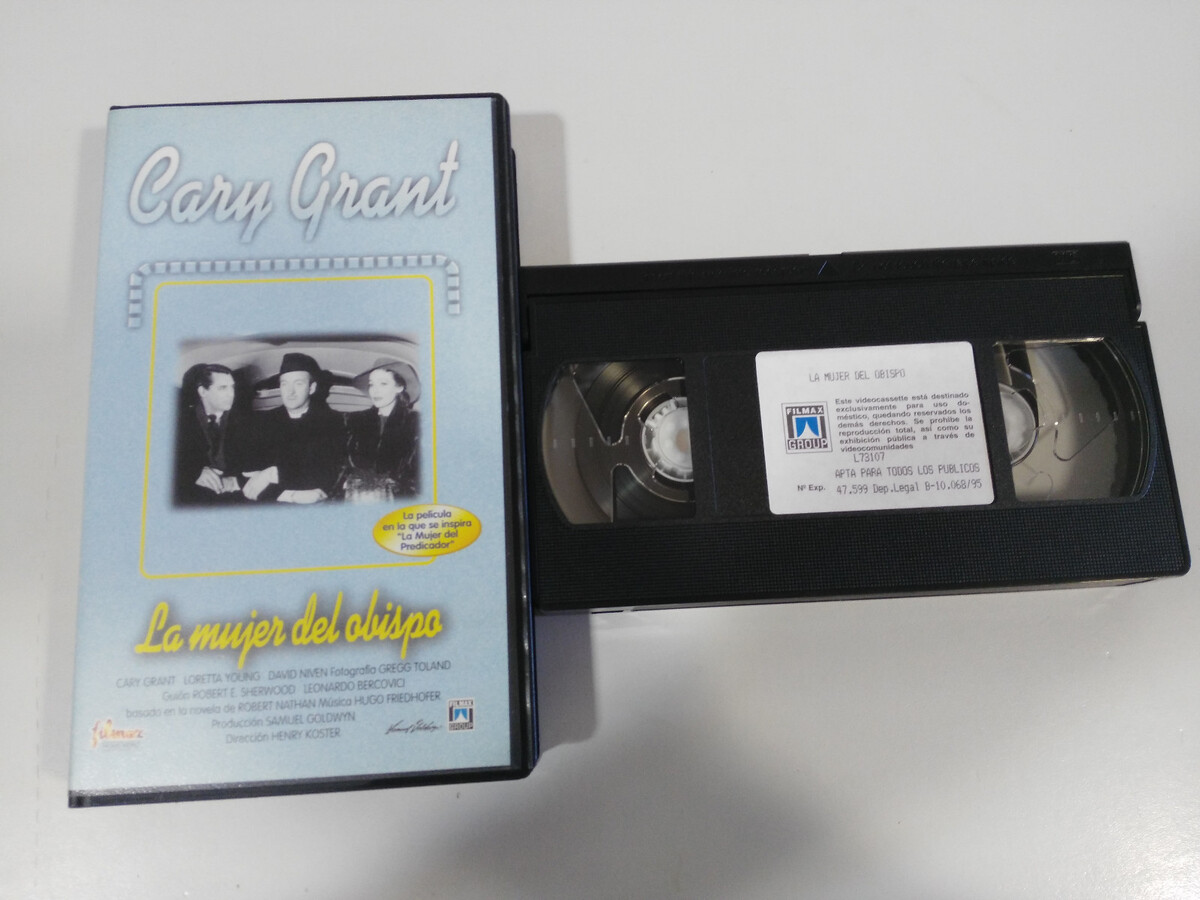 Cary Grant
La película
en la que se inspira
"La Mujer del
Predicador"
La mujer del obispo
CARY GRANT LORETTA YOUNG DAVID NIVEN Fotografía GREGG TOLAND
Guión ROBERT E. SHERWOOD LEONARDO BERCOVICI
basado en la novela de ROBERT NATHAN Música HUGO FRIEDHOFER
Producción SAMUEL GOLDWYN
Dirección HENRY KOSTER
filmax
FILMAX
GROUP
LA MUJER DEL OBISPO
FILMAX
GROUP
Este videocassette está destinado
exclusivamente para uso do-
méstico, quedando reservados los
demás derechos. Se prohibe la
reproducción total, así como su
exhibición pública a través de
videocomunidades
L73107
APTA PARA TODOS LOS PUBLICOS
Nº Exp. 47.599 Dep.Legal B-10.068/95